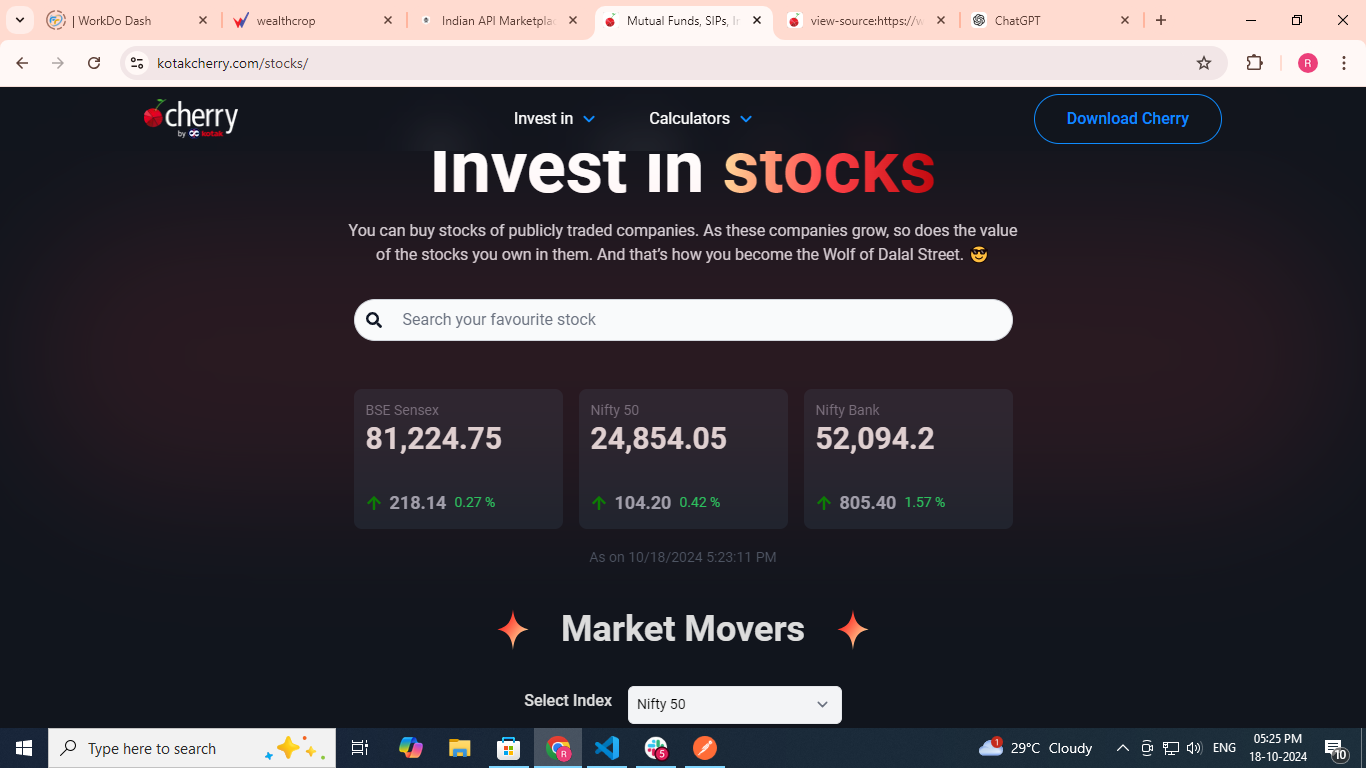 | WorkDo Dash
wealthcrop
Indian API Marketplac
Mutual Funds, SIPs, In
view-source:https://w
ChatGPT
kotakcherry.com/stocks/
R
cherry
by kotak
Invest in
Calculators
Download Cherry
Invest in stocks
You can buy stocks of publicly traded companies. As these companies grow, so does the value
of the stocks you own in them. And that's how you become the Wolf of Dalal Street. 😎
Search your favourite stock
BSE Sensex
81,224.75
218.14 0.27 %
Nifty 50
24,854.05
104.20 0.42 %
Nifty Bank
52,094.2
805.40 1.57 %
As on 10/18/2024 5:23:11 PM
Market Movers
Select Index
Nifty 50
Type here to search
R
5
1
29°C Cloudy
ENG
05:25 PM
18-10-2024
10